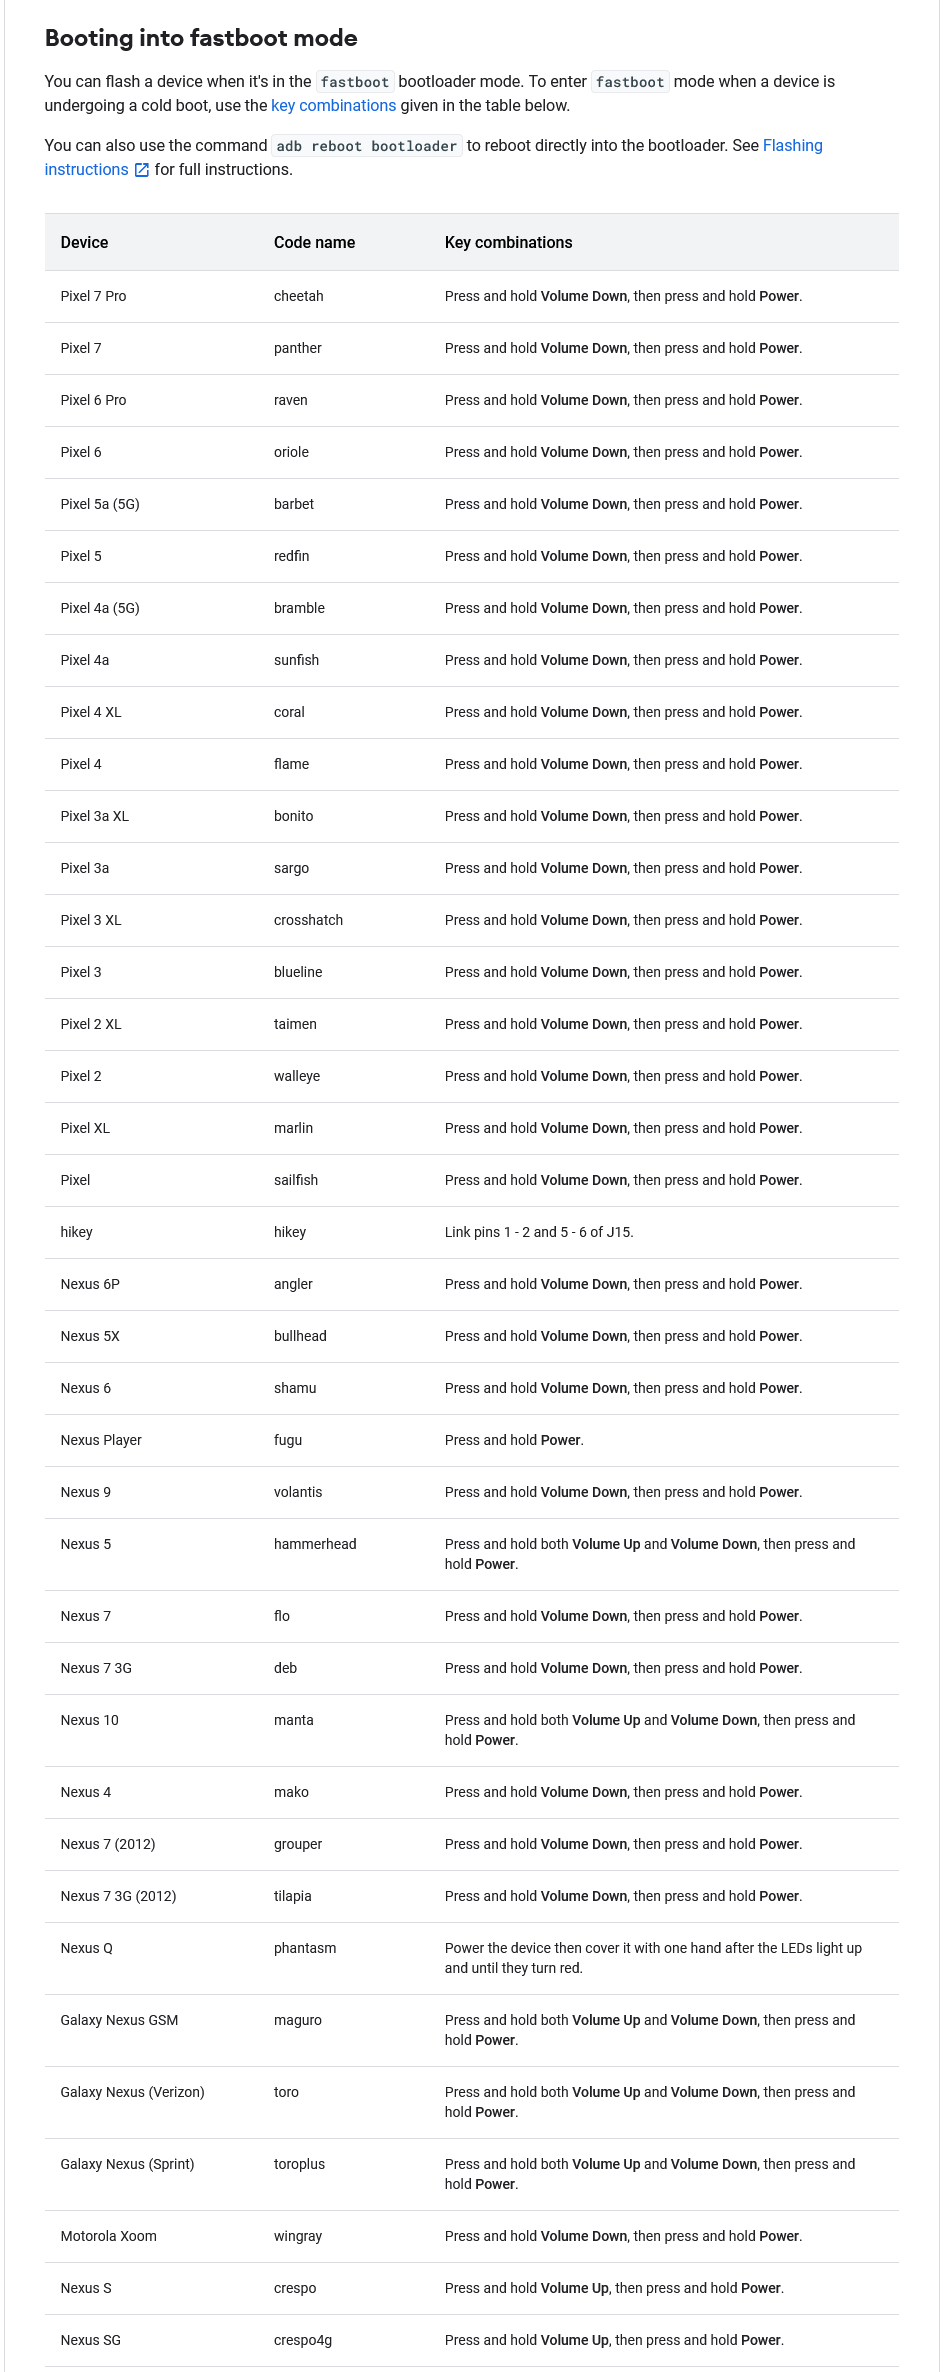 Booting into fastboot mode
You can flash a device when it's in the fastboot bootloader mode. To enter fastboot mode when a device is
undergoing a cold boot, use the key combinations given in the table below.
You can also use the command adb reboot bootloader to reboot directly into the bootloader. See Flashing
instructions for full instructions.
Device Code name Key combinations
Pixel 7 Pro cheetah Press and hold Volume Down, then press and hold Power.
Pixel 7 panther Press and hold Volume Down, then press and hold Power.
Pixel 6 Pro raven Press and hold Volume Down, then press and hold Power.
Pixel 6 oriole Press and hold Volume Down, then press and hold Power.
Pixel 5a (5G) barbet Press and hold Volume Down, then press and hold Power.
Pixel 5 redfin Press and hold Volume Down, then press and hold Power.
Pixel 4a (5G) bramble Press and hold Volume Down, then press and hold Power.
Pixel 4a sunfish Press and hold Volume Down, then press and hold Power.
Pixel 4 XL coral Press and hold Volume Down, then press and hold Power.
Pixel 4 flame Press and hold Volume Down, then press and hold Power.
Pixel 3a XL bonito Press and hold Volume Down, then press and hold Power.
Pixel 3a sargo Press and hold Volume Down, then press and hold Power.
Pixel 3 XL crosshatch Press and hold Volume Down, then press and hold Power.
Pixel 3 blueline Press and hold Volume Down, then press and hold Power.
Pixel 2 XL taimen Press and hold Volume Down, then press and hold Power.
Pixel 2 walleye Press and hold Volume Down, then press and hold Power.
Pixel XL marlin Press and hold Volume Down, then press and hold Power.
Pixel sailfish Press and hold Volume Down, then press and hold Power.
hikey hikey Link pins 1 - 2 and 5 - 6 of J15.
Nexus 6P angler Press and hold Volume Down, then press and hold Power.
Nexus 5X bullhead Press and hold Volume Down, then press and hold Power.
Nexus 6 shamu Press and hold Volume Down, then press and hold Power.
Nexus Player fugu Press and hold Power.
Nexus 9 volantis Press and hold Volume Down, then press and hold Power.
Nexus 5 hammerhead Press and hold both Volume Up and Volume Down, then press and
hold Power.
Nexus 7 flo Press and hold Volume Down, then press and hold Power.
Nexus 7 3G deb Press and hold Volume Down, then press and hold Power.
Nexus 10 manta Press and hold both Volume Up and Volume Down, then press and
hold Power.
Nexus 4 mako Press and hold Volume Down, then press and hold Power.
Nexus 7 (2012) grouper Press and hold Volume Down, then press and hold Power.
Nexus 7 3G (2012) tilapia Press and hold Volume Down, then press and hold Power.
Nexus Q phantasm Power the device then cover it with one hand after the LEDs light up
and until they turn red.
Galaxy Nexus GSM maguro Press and hold both Volume Up and Volume Down, then press and
hold Power.
Galaxy Nexus (Verizon) toro Press and hold both Volume Up and Volume Down, then press and
hold Power.
Galaxy Nexus (Sprint) toroplus Press and hold both Volume Up and Volume Down, then press and
hold Power.
Motorola Xoom wingray Press and hold Volume Down, then press and hold Power.
Nexus S crespo Press and hold Volume Up, then press and hold Power.
Nexus SG crespo4g Press and hold Volume Up, then press and hold Power.